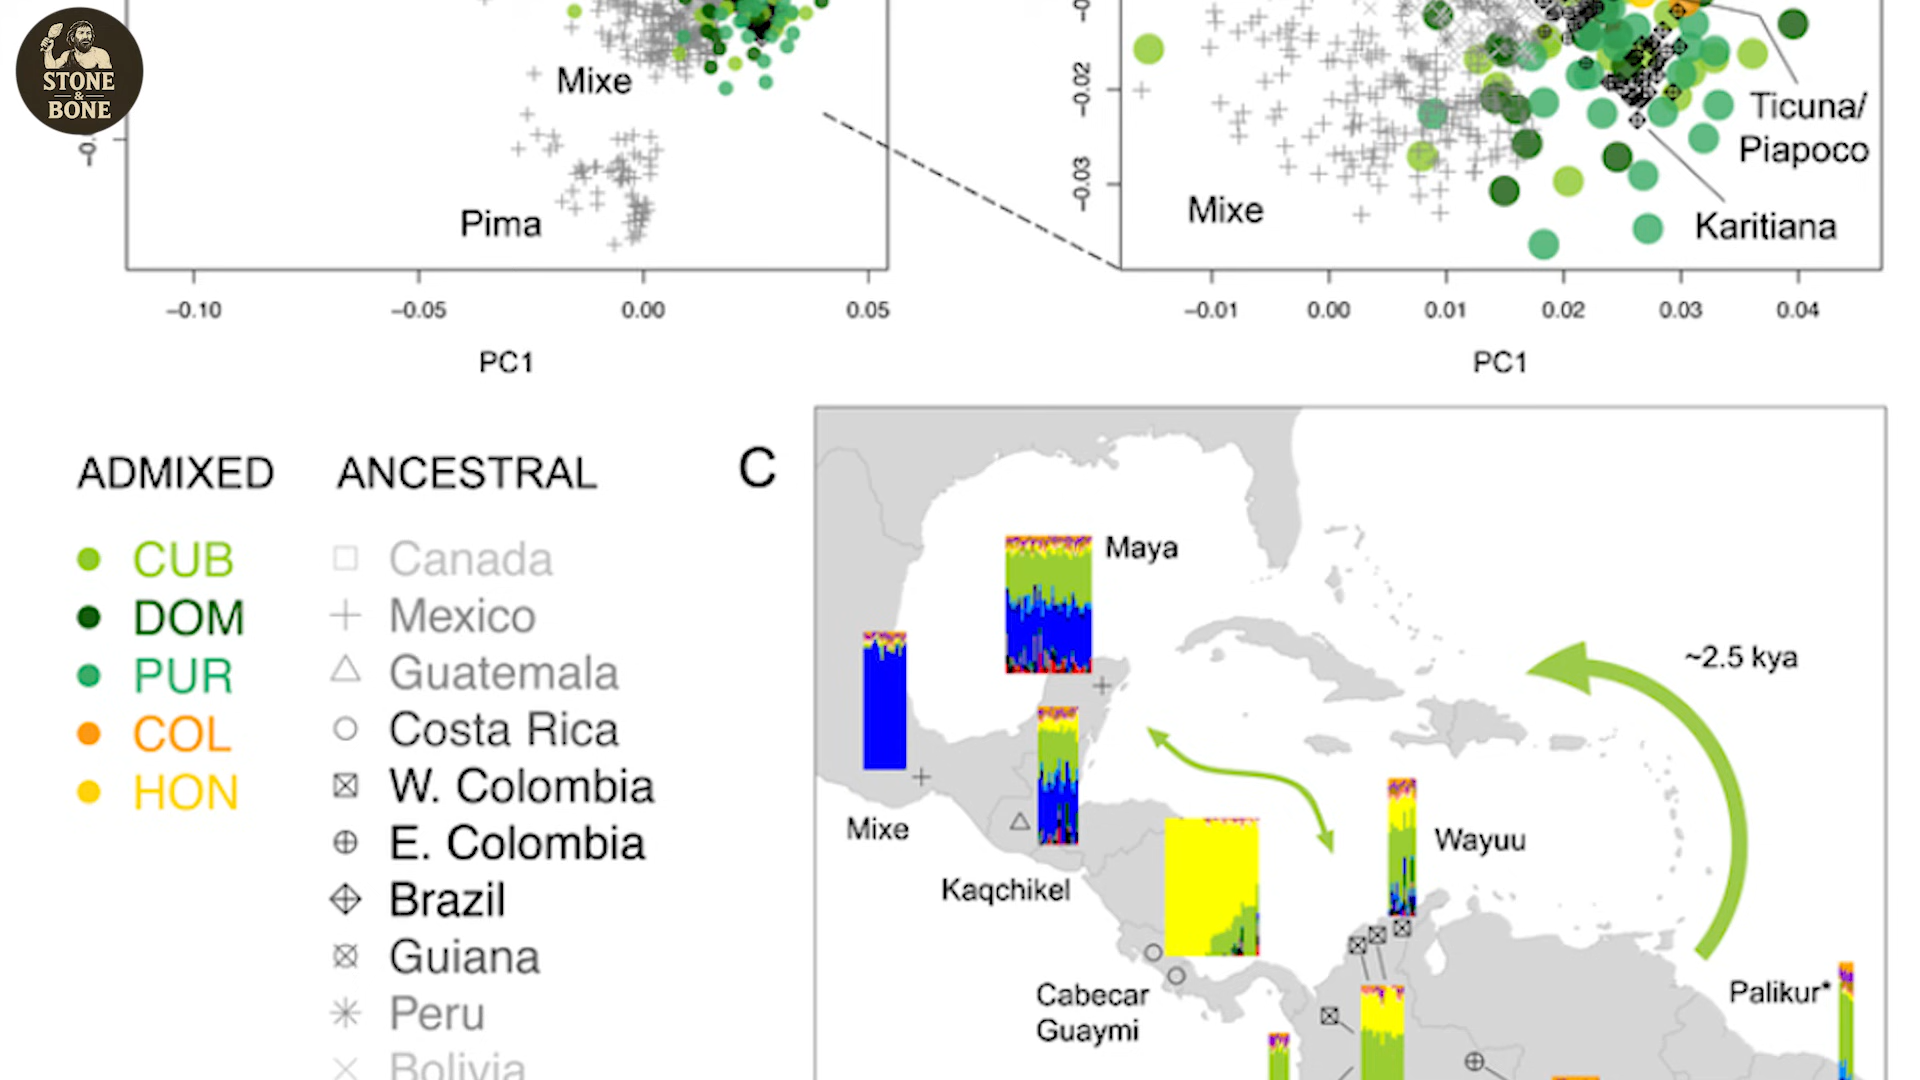 STONE
&
BONE
Mixe
Pima
−0.10
−0.05
0.00
0.05
PC1
−0.02
−0.03
Mixe
Ticuna/
Piapoco
Karitiana
−0.01
0.00
0.01
0.02
0.03
0.04
PC1
ADMIXED
CUB
DOM
PUR
COL
HON
ANCESTRAL
Canada
Mexico
Guatemala
Costa Rica
W. Colombia
E. Colombia
Brazil
Guiana
Peru
Bolivia
C
Maya
~2.5 kya
Mixe
Kaqchikel
Wayuu
Cabecar
Guaymi
Palikur*